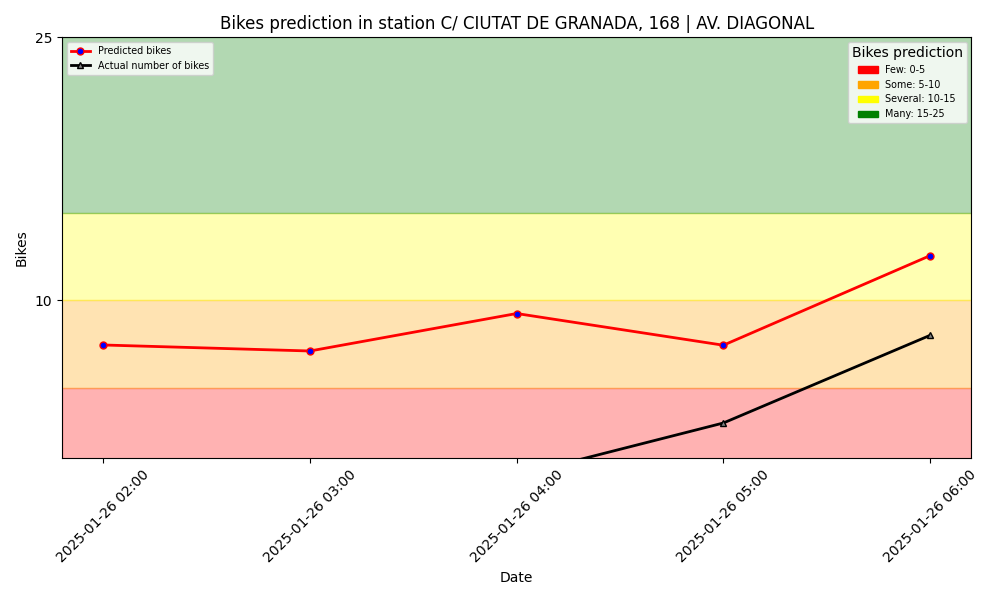 Bikes prediction in station C/ CIUTAT DE GRANADA, 168 | AV. DIAGONAL
25
Predicted bikes
Actual number of bikes
Bikes prediction
Few: 0-5
Some: 5-10
Several: 10-15
Many: 15-25
Bikes
10
2025-01-26 02:00
2025-01-26 03:00
2025-01-26 04:00
2025-01-26 05:00
2025-01-26 06:00
Date